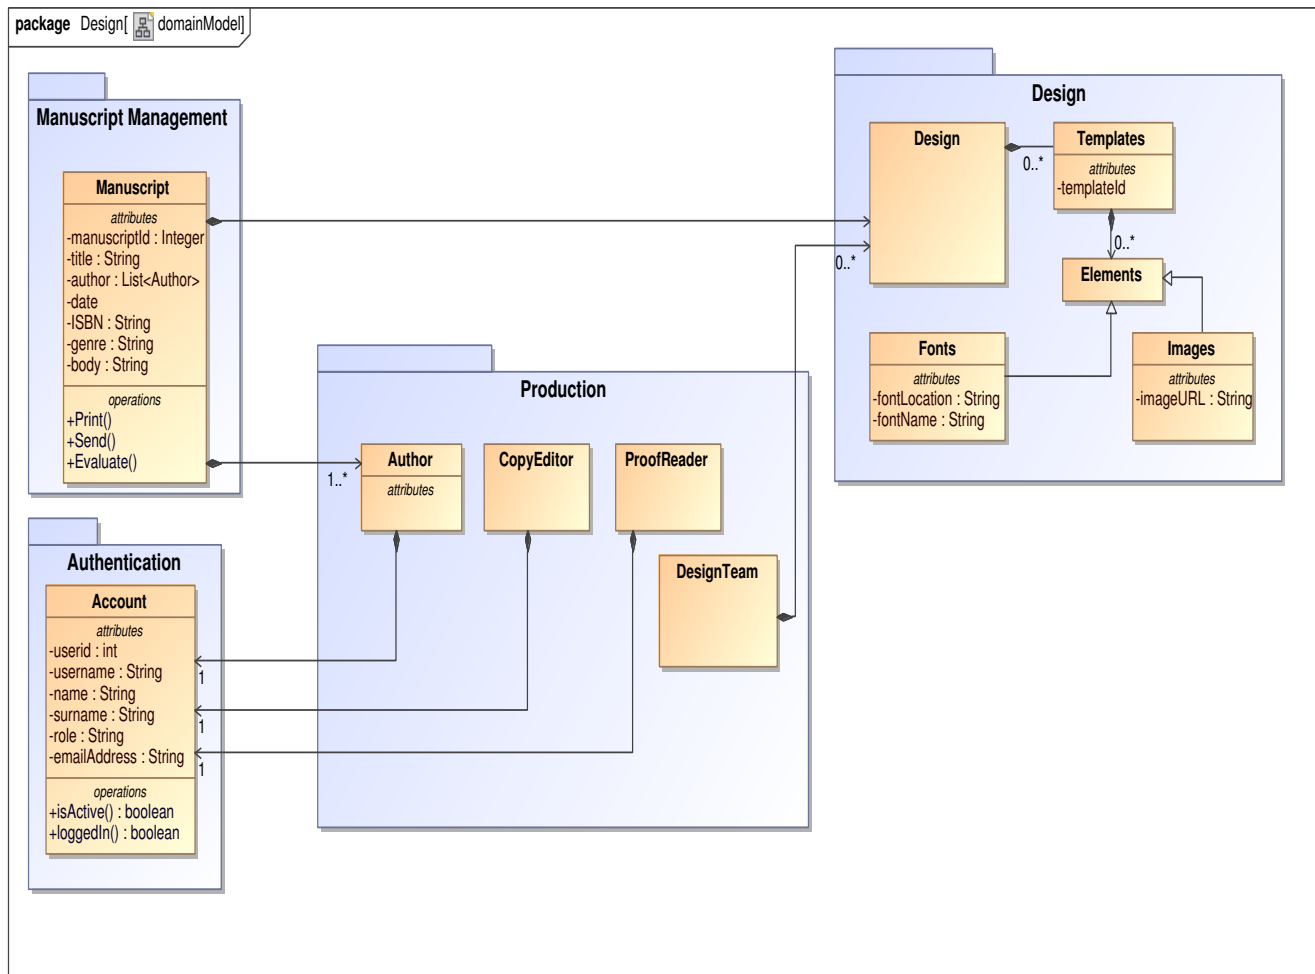 package Design[ domainModel]
Manuscript Management
Manuscript
attributes
-manuscriptId : Integer
-title : String
-author : List<Author>
-date
-ISBN : String
-genre : String
-body : String
operations
+Print()
+Send()
+Evaluate()
Design
Design
0..*
Templates
attributes
-templateId
0..*
0..*
Elements
Fonts
attributes
-fontLocation : String
-fontName : String
Images
attributes
-imageURL : String
Production
1..*
Author
attributes
CopyEditor
ProofReader
DesignTeam
Authentication
Account
attributes
-userid : int
-username : String
-name : String
-surname : String
-role : String
-emailAddress : String
operations
+isActive() : boolean
+loggedIn() : boolean
1
1
1